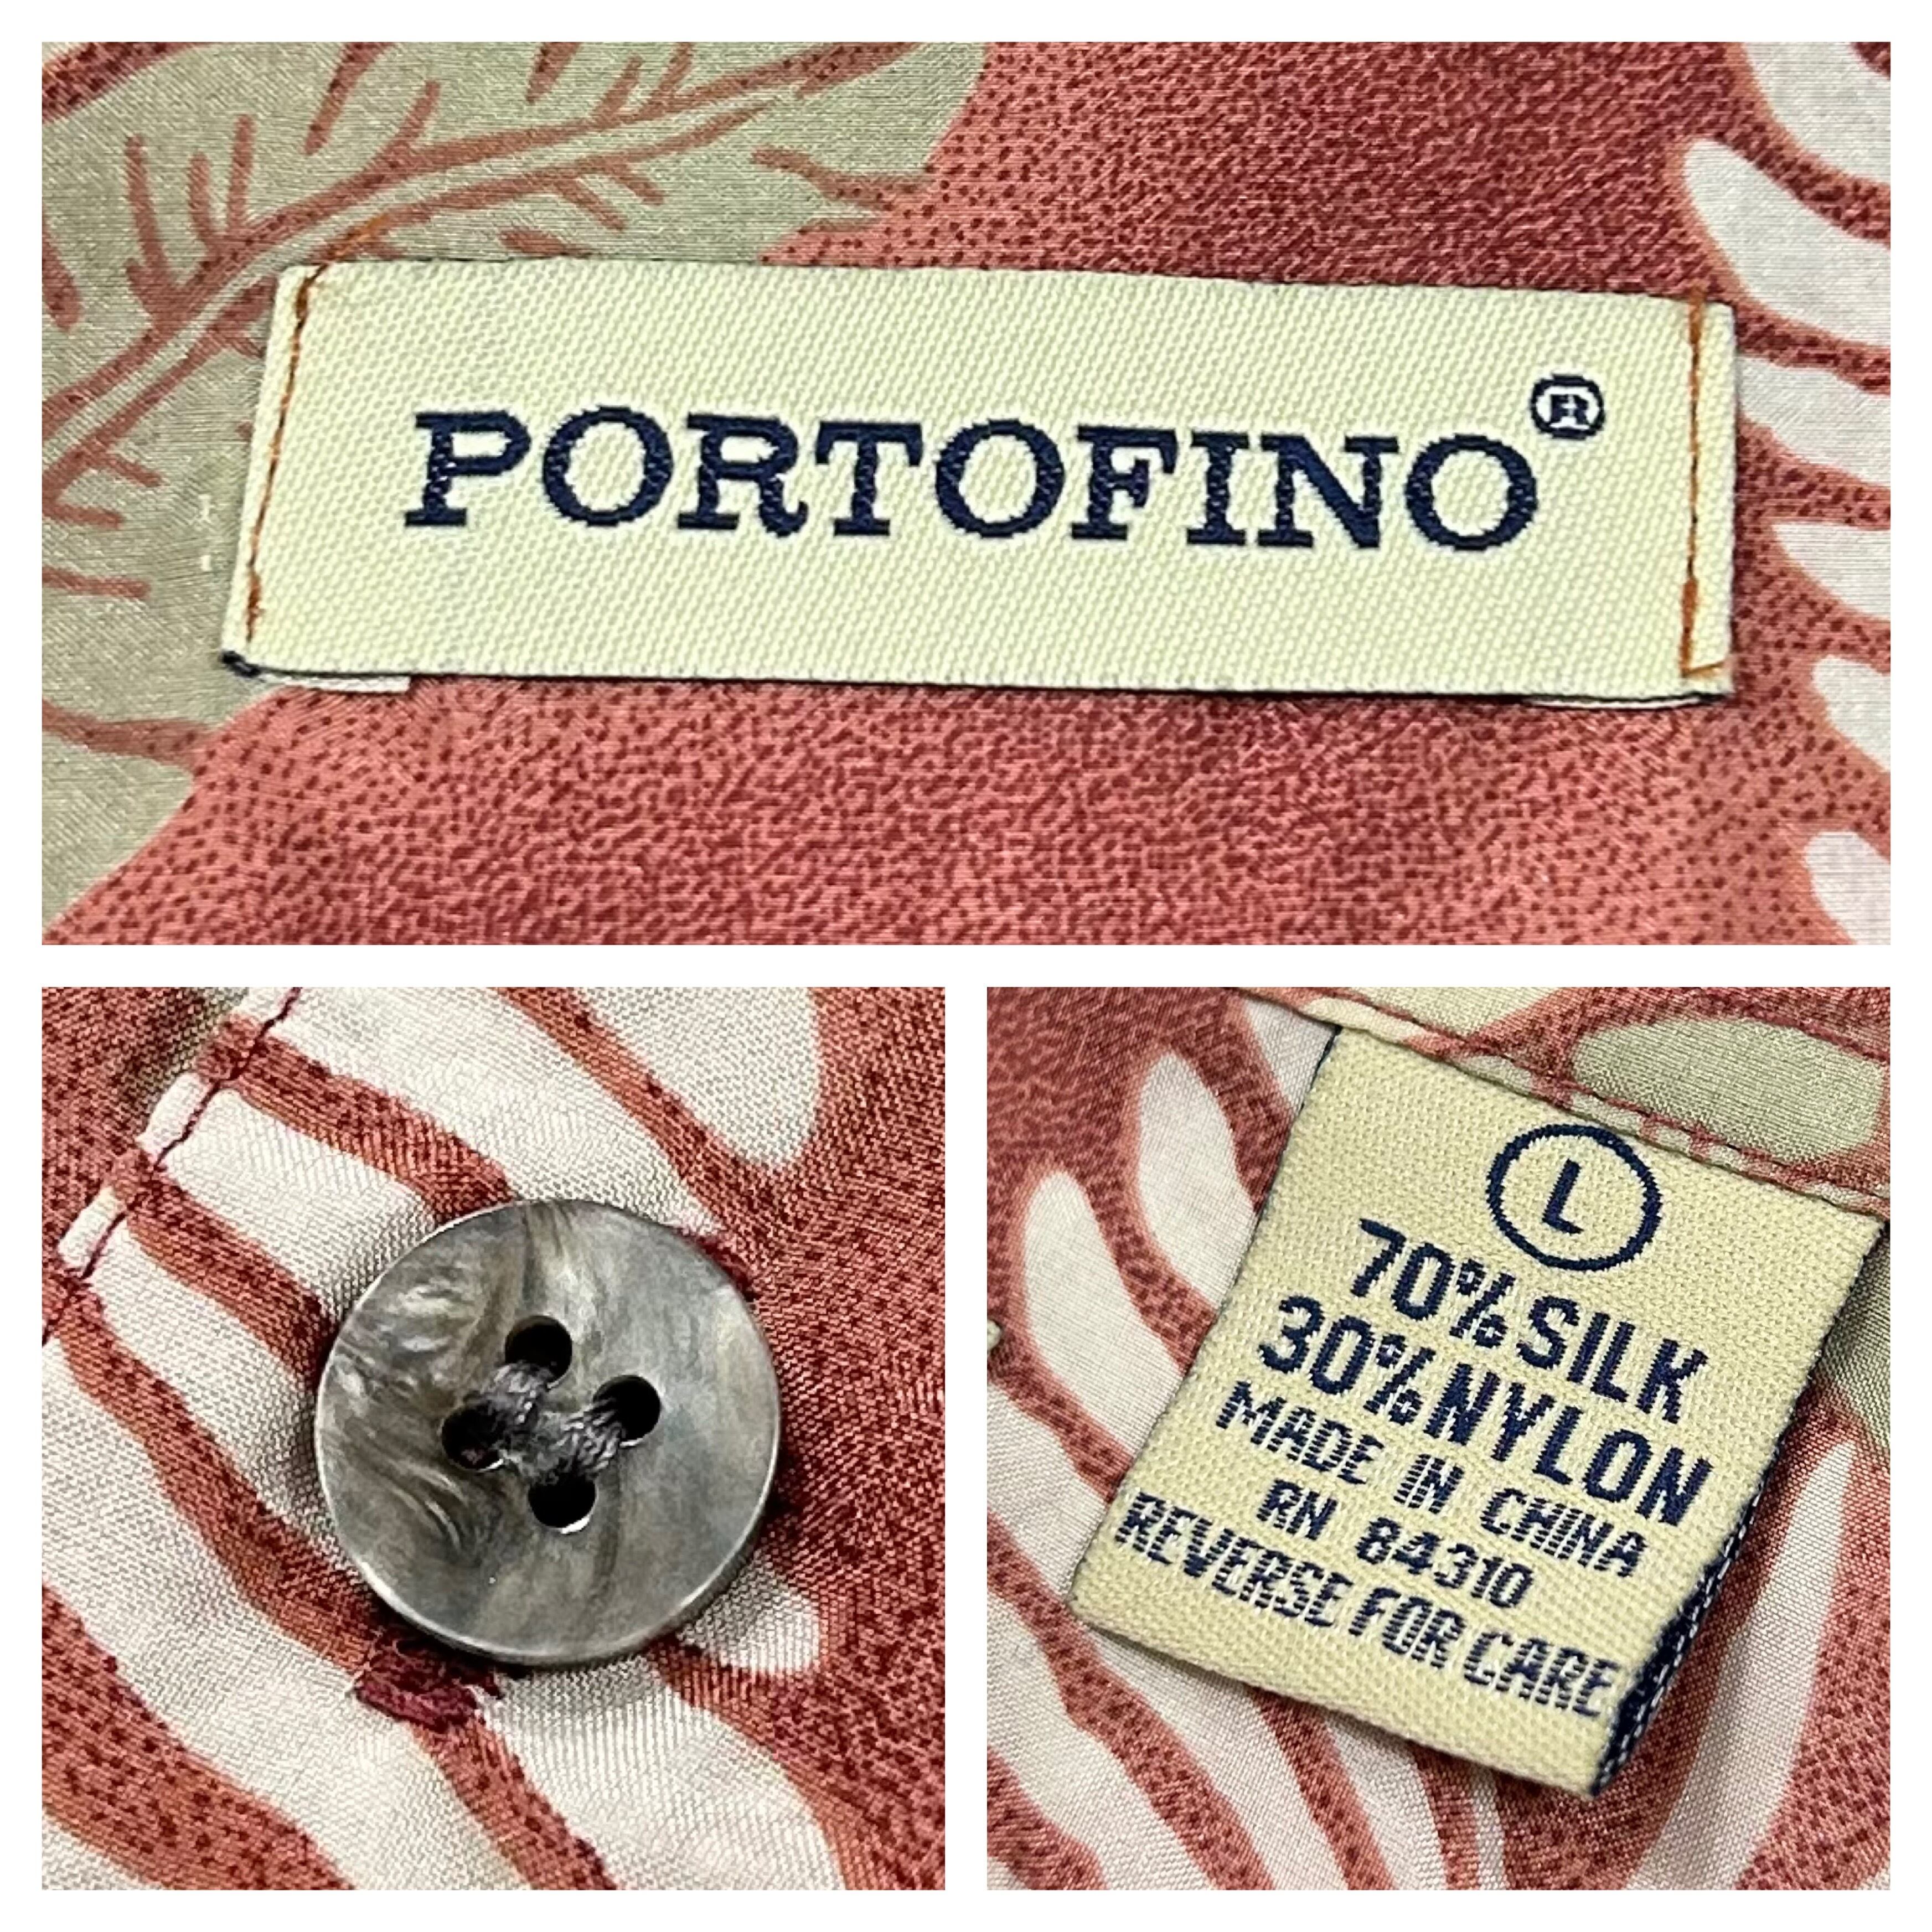 PORTOFINO®
L
70% SILK
30% NYLON
MADE IN CHINA
RN 84310
REVERSE FOR CARE